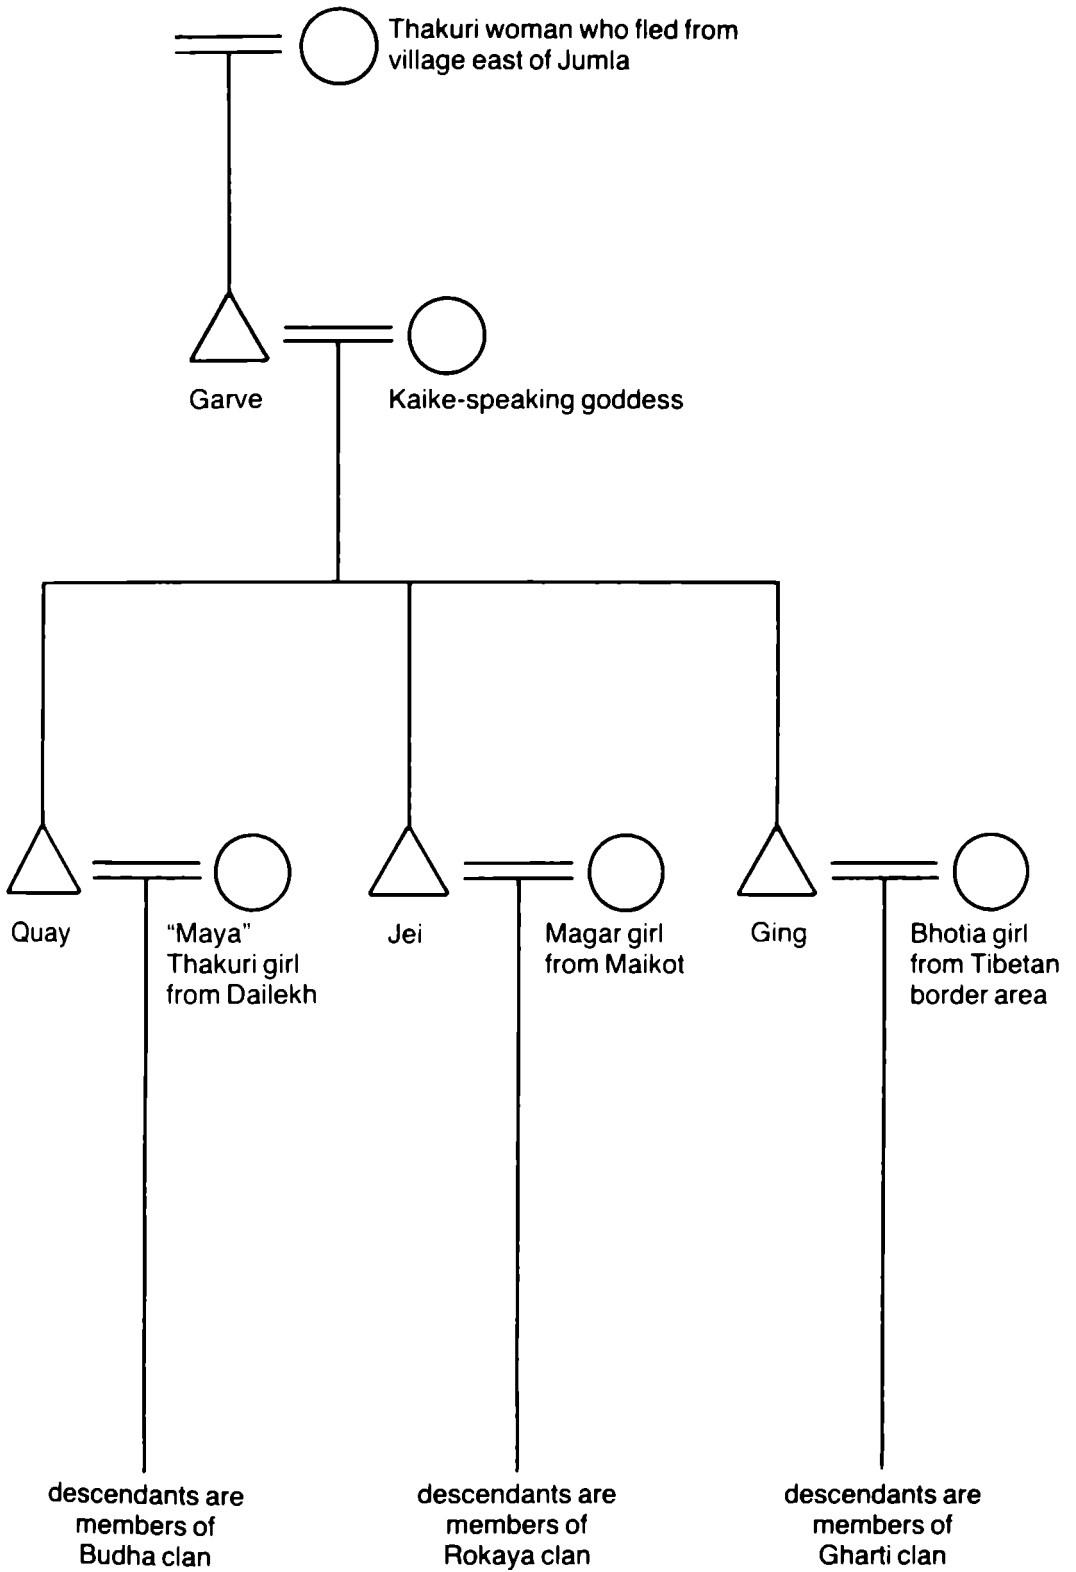 Thakuri woman who fled from
village east of Jumla
Garve
Kaike-speaking goddess
Quay
“Maya”
Thakuri girl
from Dailekh
Jei
Magar girl
from Maikot
Ging
Bhotia girl
from Tibetan
border area
descendants are
members of
Budha clan
descendants are
members of
Rokaya clan
descendants are
members of
Gharti clan